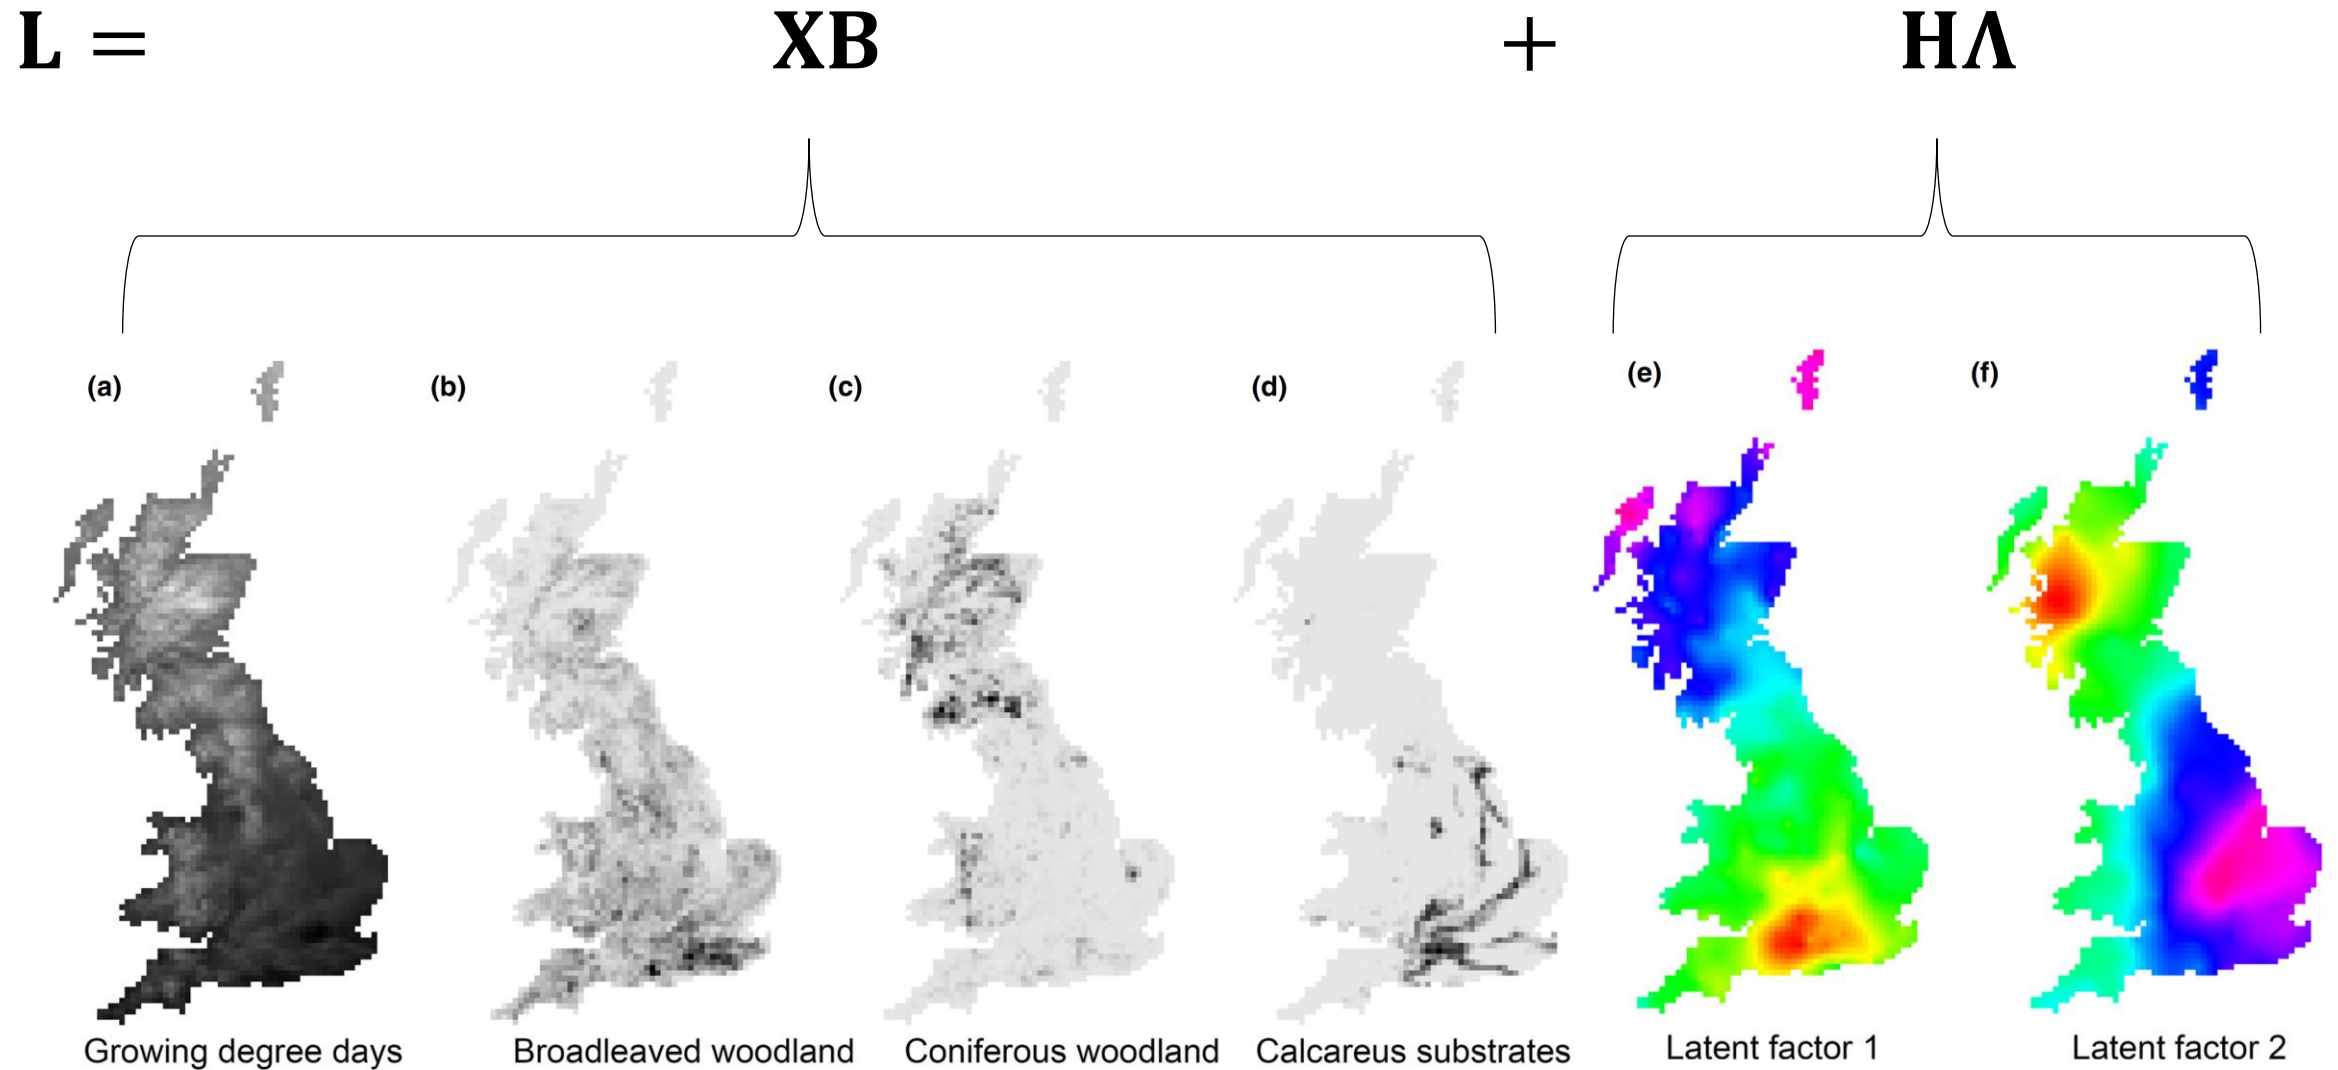 L = XB + HΛ
(a) (b) (c) (d) (e) (f)
Growing degree days Broadleaved woodland Coniferous woodland Calcareus substrates Latent factor 1 Latent factor 2